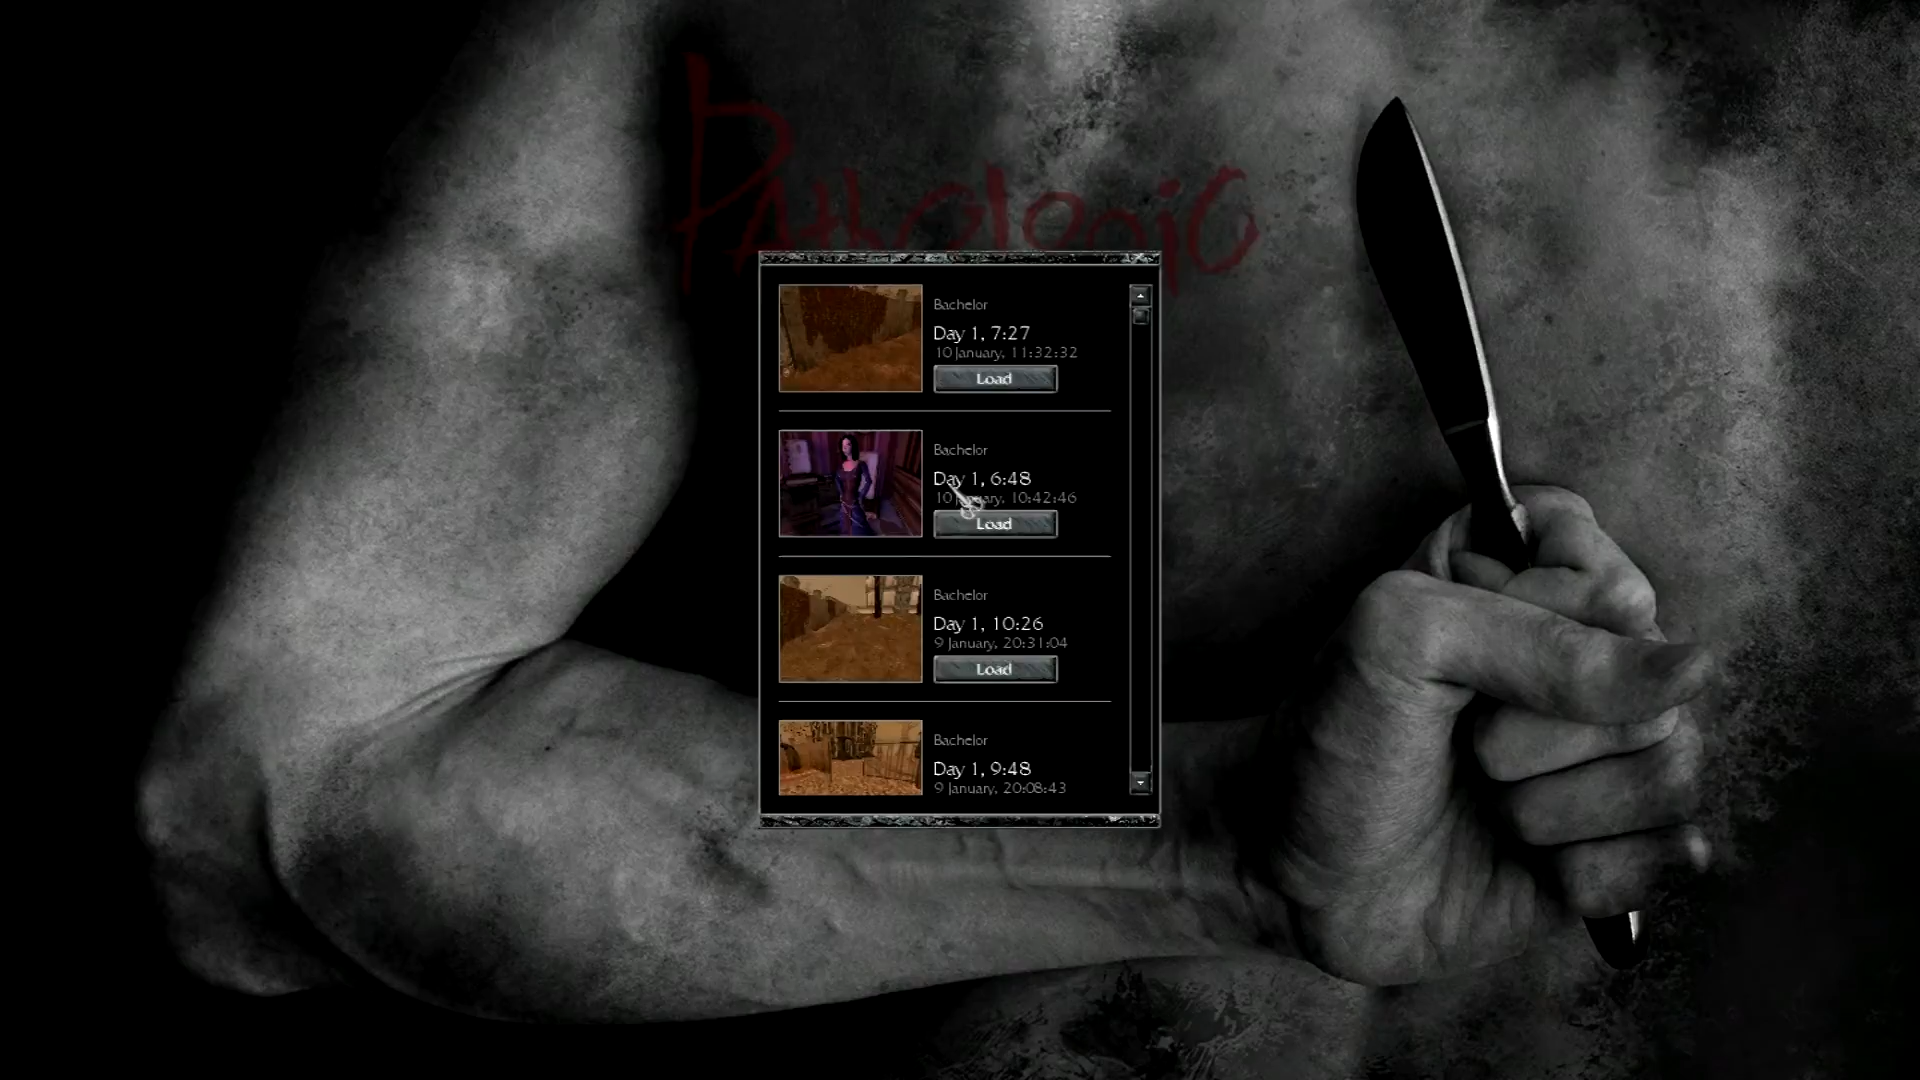 Pathologic
Bachelor
Day 1, 7:27
10 January, 11:32:32
Load
Bachelor
Day 1, 6:48
10 January, 10:42:46
Load
Bachelor
Day 1, 10:26
9 January, 20:31:04
Load
Bachelor
Day 1, 9:48
9 January, 20:08:43